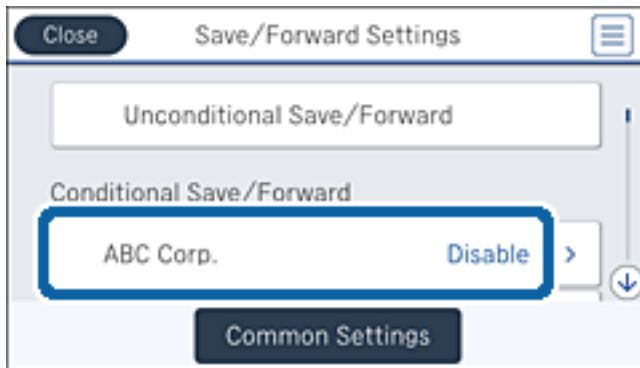 Close Save/Forward Settings
Unconditional Save/Forward
Conditional Save/Forward
ABC Corp. Disable >
Common Settings